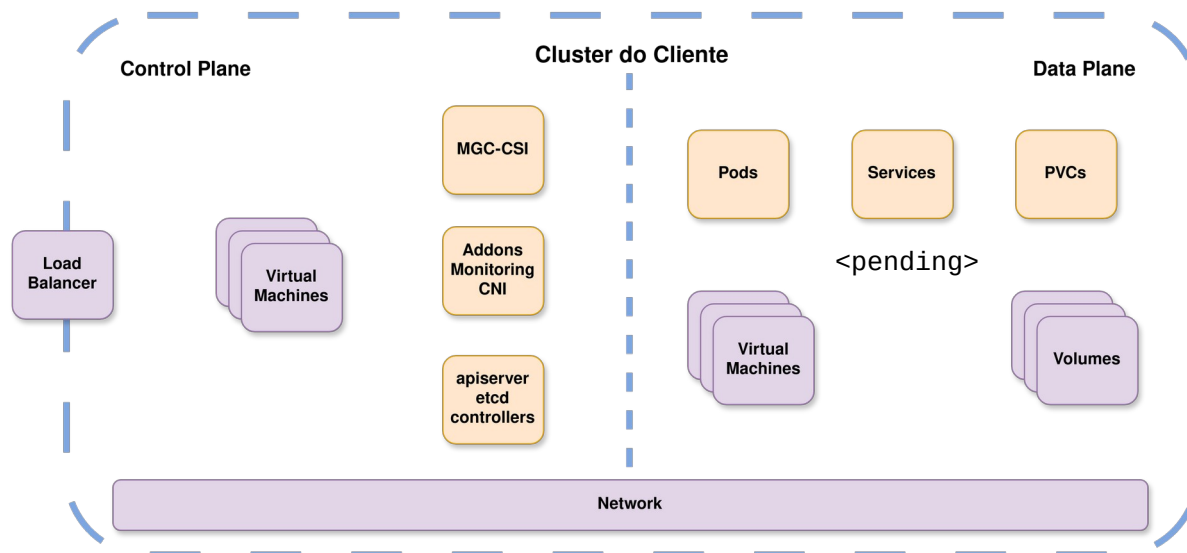 Cluster do Cliente
Control Plane
Data Plane
MGC-CSI
Pods
Services
PVCs
Load
Balancer
Virtual
Machines
Addons
Monitoring
CNI
<pending>
Virtual
Machines
Volumes
apiserver
etcd
controllers
Network